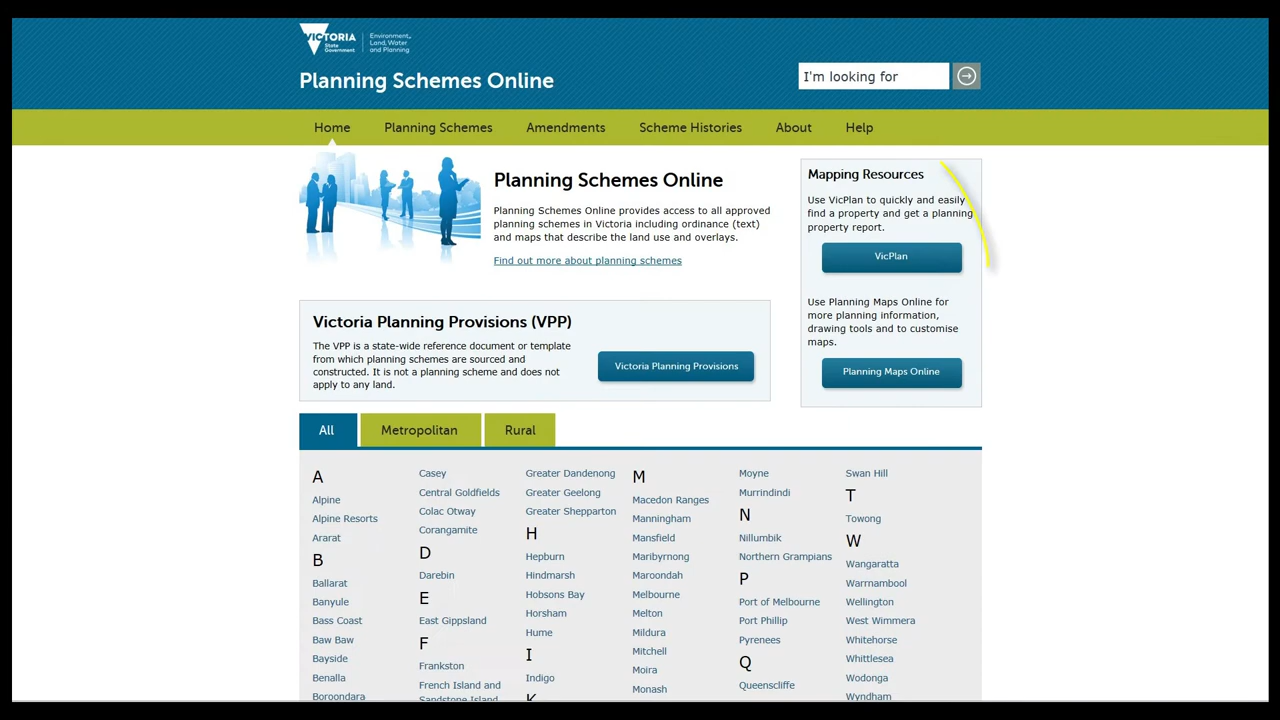 VICTORIA
State
Government
Environment,
Land, Water
and Planning
Planning Schemes Online
I'm looking for
Home
Planning Schemes
Amendments
Scheme Histories
About
Help
Planning Schemes Online
Planning Schemes Online provides access to all approved
planning schemes in Victoria including ordinance (text)
and maps that describe the land use and overlays.
Find out more about planning schemes
Mapping Resources
Use VicPlan to quickly and easily
find a property and get a planning
property report.
VicPlan
Use Planning Maps Online for
more planning information,
drawing tools and to customise
maps.
Planning Maps Online
Victoria Planning Provisions (VPP)
The VPP is a state-wide reference document or template
from which planning schemes are sourced and
constructed. It is not a planning scheme and does not
apply to any land.
Victoria Planning Provisions
All
Metropolitan
Rural
A
Alpine
Alpine Resorts
Ararat
B
Ballarat
Banyule
Bass Coast
Baw Baw
Bayside
Benalla
Boroondara
Casey
Central Goldfields
Colac Otway
Corangamite
D
Darebin
E
East Gippsland
F
Frankston
French Island and
Sandstone Island
Greater Dandenong
Greater Geelong
Greater Shepparton
H
Hepburn
Hindmarsh
Hobsons Bay
Horsham
Hume
I
Indigo
K
M
Macedon Ranges
Manningham
Mansfield
Maribyrnong
Maroondah
Melbourne
Melton
Mildura
Mitchell
Moira
Monash
Moyne
Murrindindi
N
Nillumbik
Northern Grampians
P
Port of Melbourne
Port Phillip
Pyrenees
Q
Queenscliffe
Swan Hill
T
Towong
W
Wangaratta
Warrnambool
Wellington
West Wimmera
Whitehorse
Whittlesea
Wodonga
Wyndham